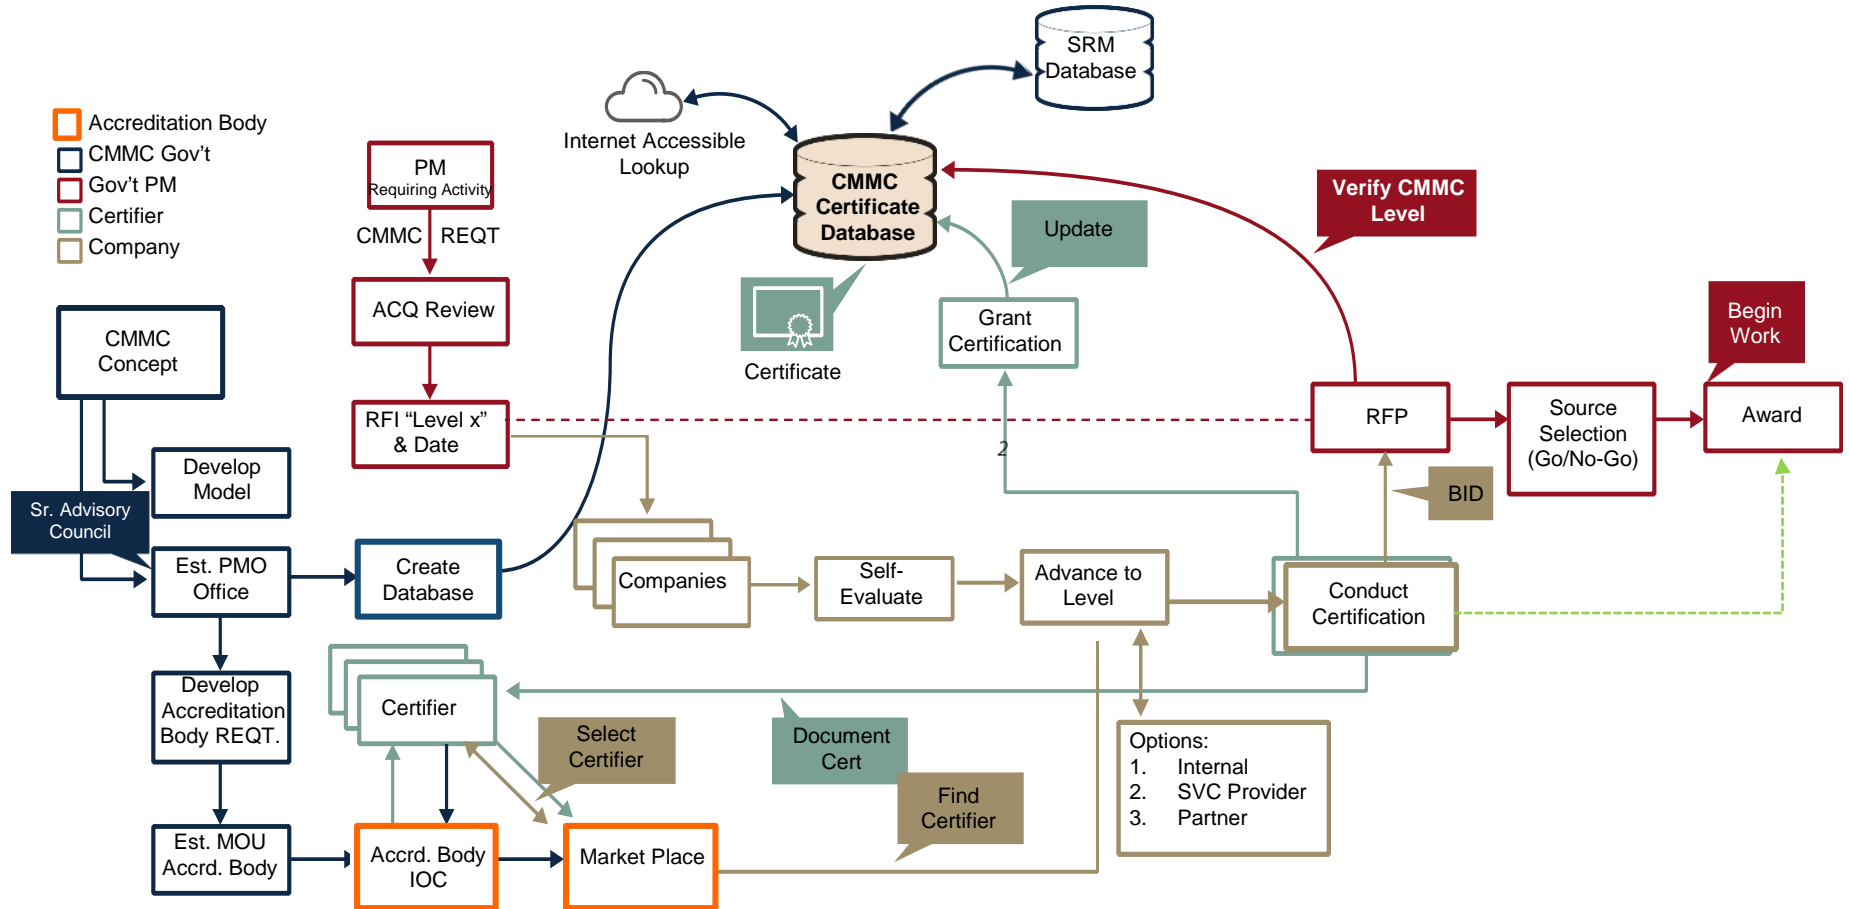 SRM
Database
Internet Accessible
Lookup
Accreditation Body
CMMC Gov't
Gov't PM
Certifier
Company
PM
Requiring Activity
CMMC
REQT
ACQ Review
RFI “Level x”
& Date
CMMC
Certificate
Database
Verify CMMC
Level
Update
Certificate
Grant
Certification
Begin
Work
CMMC
Concept
RFP
Source
Selection
(Go/No-Go)
Award
2
BID
Develop
Model
Sr. Advisory
Council
Est. PMO
Office
Create
Database
Companies
Self-
Evaluate
Advance to
Level
Conduct
Certification
Develop
Accreditation
Body REQT.
Certifier
Select
Certifier
Document
Cert
Find
Certifier
Options:
1. Internal
2. SVC Provider
3. Partner
Est. MOU
Accrd. Body
Accrd. Body
IOC
Market Place